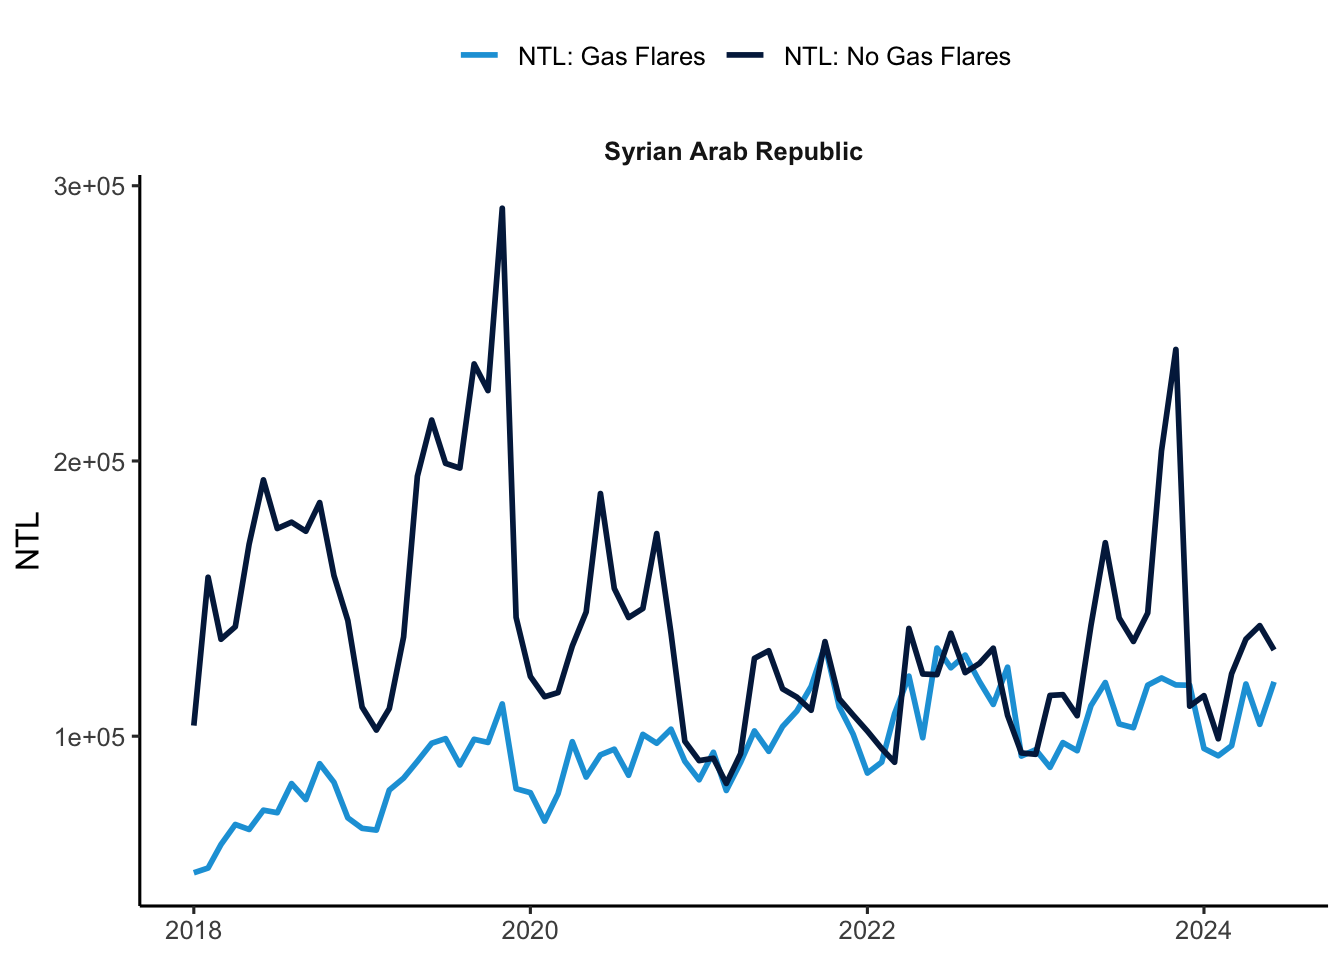 NTL: Gas Flares NTL: No Gas Flares
Syrian Arab Republic
3e+05
2e+05
1e+05
NTL
2018 2020 2022 2024